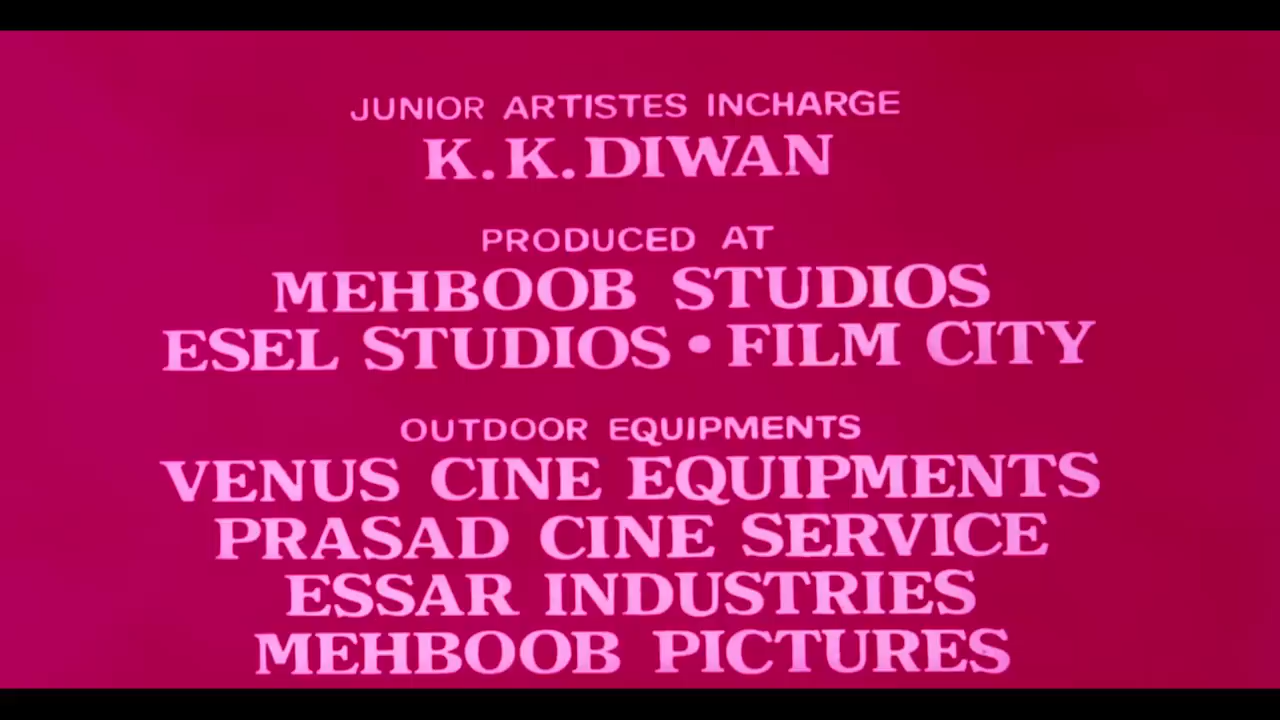 JUNIOR ARTISTES INCHARGE
K. K. DIWAN
PRODUCED AT
MEHBOOB STUDIOS
ESEL STUDIOS • FILM CITY
OUTDOOR EQUIPMENTS
VENUS CINE EQUIPMENTS
PRASAD CINE SERVICE
ESSAR INDUSTRIES
MEHBOOB PICTURES